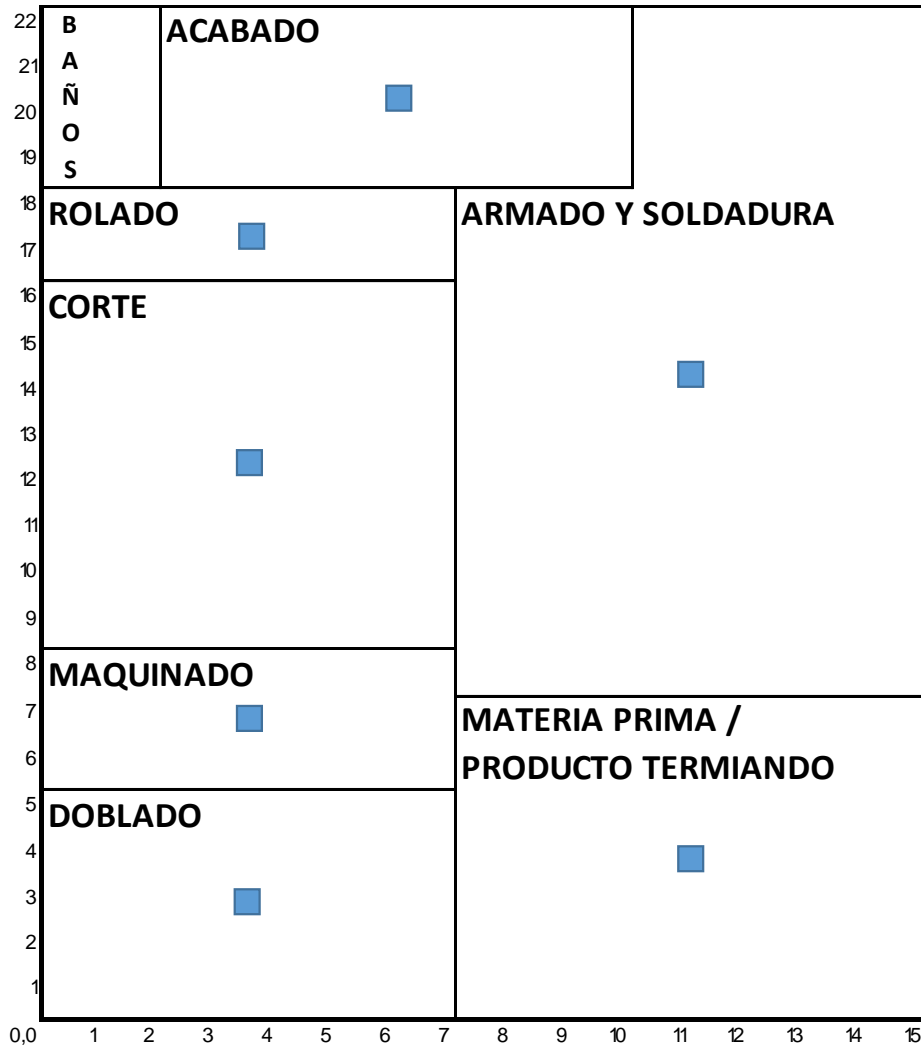 22
21
20
19
18
17
16
15
14
13
12
11
10
9
8
7
6
5
4
3
2
1
B
A
Ñ
O
S
ACABADO
ROLADO
ARMADO Y SOLDADURA
CORTE
MAQUINADO
MATERIA PRIMA /
PRODUCTO TERMIANDO
DOBLADO
0,0 1 2 3 4 5 6 7 8 9 10 11 12 13 14 15